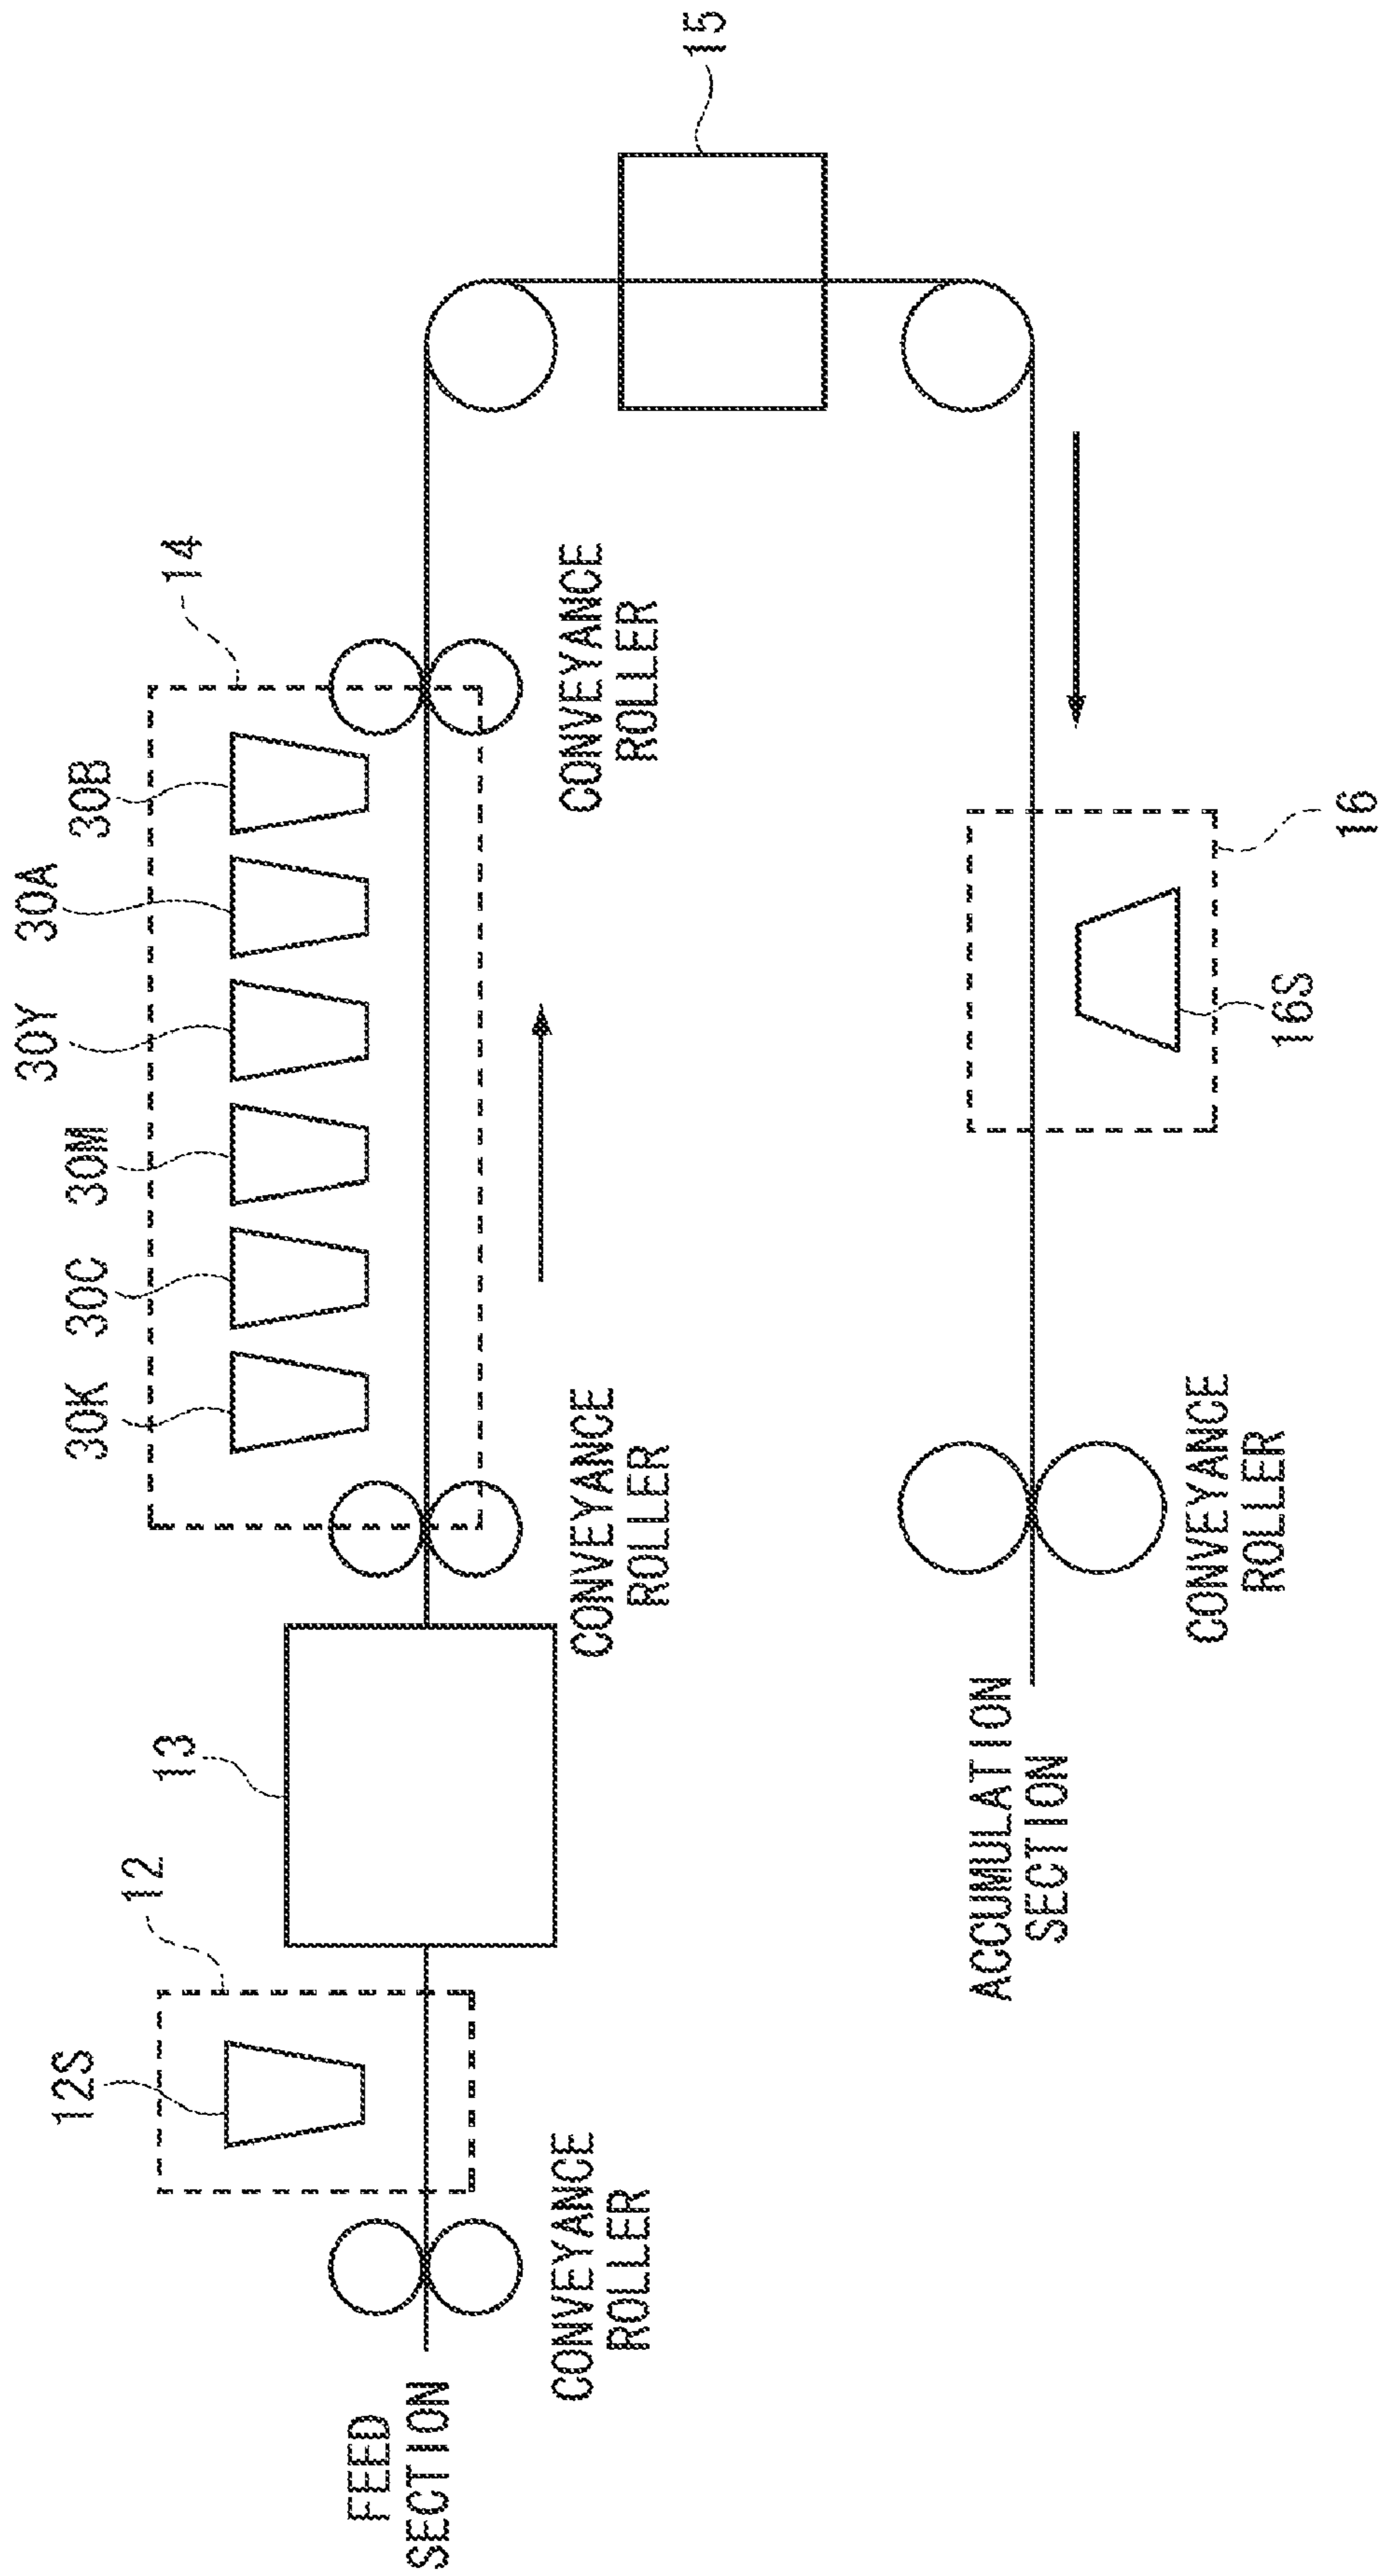 30K
30C
30M
30Y
30A
30B
14
15
12S
12
13
CONVEYANCE
ROLLER
CONVEYANCE
ROLLER
CONVEYANCE
ROLLER
FEED
SECTION
ACCUMULATION
SECTION
CONVEYANCE
ROLLER
16S
16